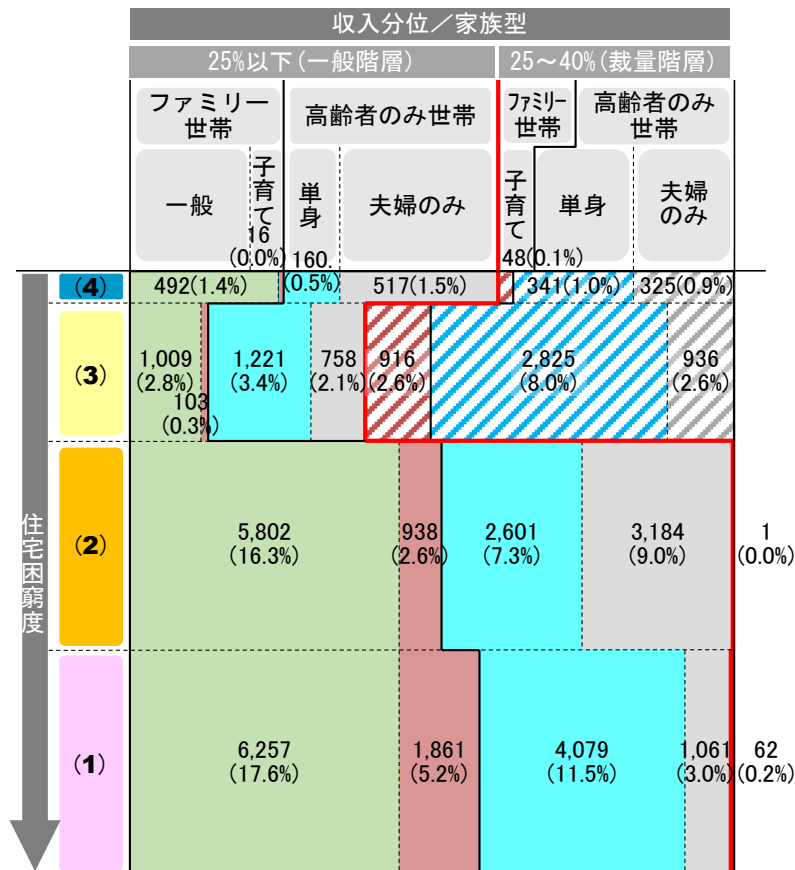 収入分位／家族型
25%以下(一般階層)
25～40%(裁量階層)
ファミリー
世帯
高齢者のみ世帯
ファミリー
世帯
高齢者のみ
世帯
一般
子育て
単身
夫婦のみ
子育て
単身
夫婦
のみ
16
(0.0%)
160.
(0.5%)
48(0.1%)
住宅困窮度
(4)
492(1.4%)
517(1.5%)
341(1.0%)
325(0.9%)
(3)
1,009
(2.8%)
103
(0.3%)
1,221
(3.4%)
758
(2.1%)
916
(2.6%)
2,825
(8.0%)
936
(2.6%)
(2)
5,802
(16.3%)
938
(2.6%)
2,601
(7.3%)
3,184
(9.0%)
1
(0.0%)
(1)
6,257
(17.6%)
1,861
(5.2%)
4,079
(11.5%)
1,061
(3.0%)
62
(0.2%)